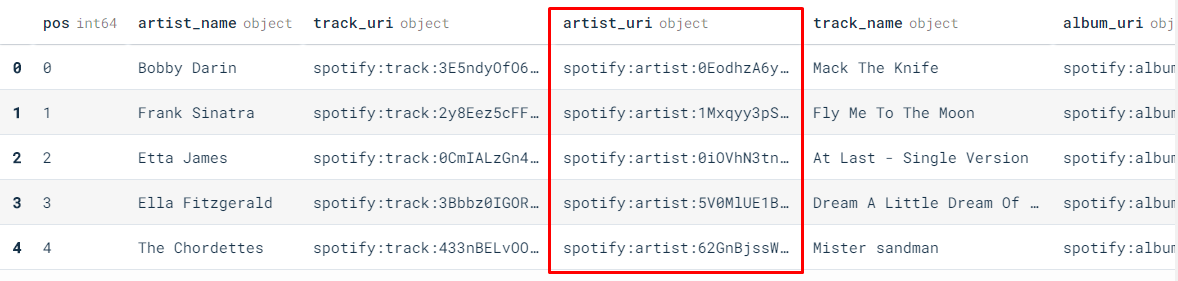 pos int64 artist_name object track_uri object artist_uri object track_name object album_uri obj
0 0 Bobby Darin spotify:track:3E5ndyOfO6… spotify:artist:0EodhzA6y… Mack The Knife spotify:album
1 1 Frank Sinatra spotify:track:2y8Eez5cFF… spotify:artist:1Mxqyy3pS… Fly Me To The Moon spotify:album
2 2 Etta James spotify:track:0CmIALzGn4… spotify:artist:0iOVhN3tn… At Last - Single Version spotify:album
3 3 Ella Fitzgerald spotify:track:3Bbbz0IGOR… spotify:artist:5V0MlUE1B… Dream A Little Dream Of … spotify:album
4 4 The Chordettes spotify:track:433nBELvOO… spotify:artist:62GnBjssW… Mister sandman spotify:album